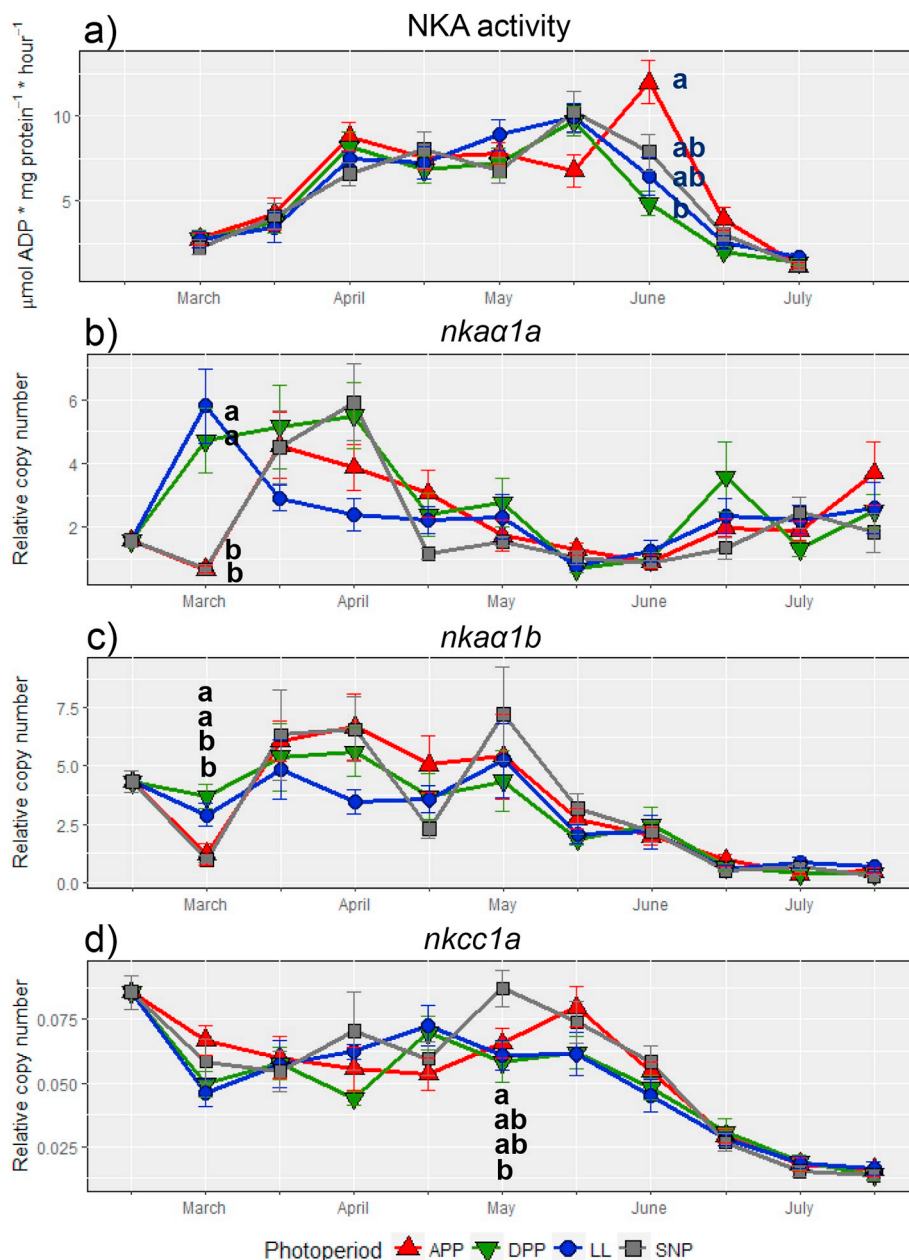 a) NKA activity
μmol ADP * mg protein⁻¹ * hour⁻¹
10
5
a
ab
ab
b
March April May June July
b) nkaα1a
Relative copy number
6
4
2
a
a
b
b
March April May June July
c) nkaα1b
Relative copy number
7.5
5.0
2.5
0.0
a
a
b
b
March April May June July
d) nkcc1a
Relative copy number
0.075
0.050
0.025
a
ab
ab
b
March April May June July
Photoperiod APP DPP LL SNP